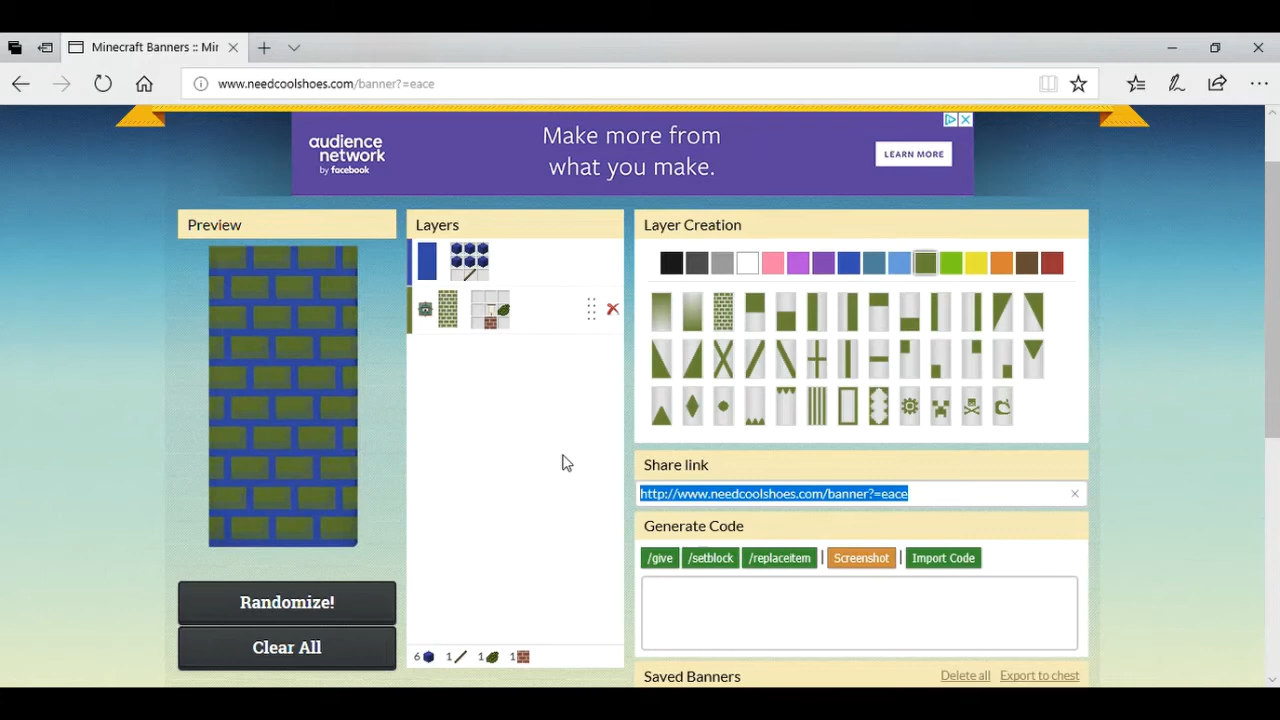 Minecraft Banners :: Mir
www.needcoolshoes.com/banner?=eace
audience
network
by facebook
Make more from
what you make.
LEARN MORE
Preview
Layers
Layer Creation
Share link
http://www.needcoolshoes.com/banner?=eace
Generate Code
/give
/setblock
/replaceitem
|
Screenshot
|
Import Code
Randomize!
Clear All
6
1
1
1
Saved Banners
Delete all
Export to chest